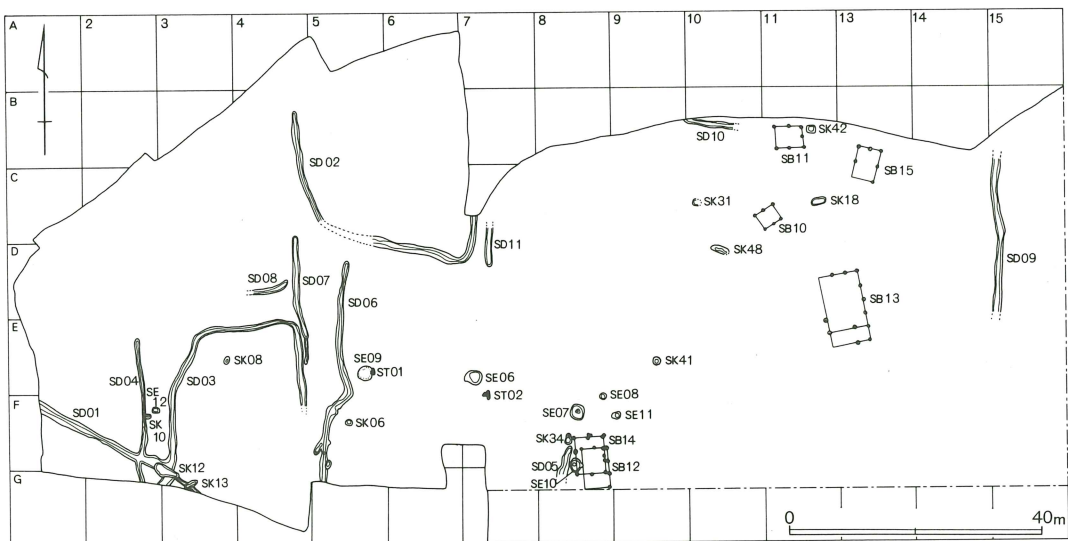 A 2 3 4 5 6 7 8 9 10 11 12 13 14 15
B
SD10
SK42
SB11
SD02
SB15
C
SK31
SK18
SB10
D
SD11
SK48
SD09
SD07
SD08
SD06
SB13
E
SK08
SE09
ST01
SK41
SD04
SD03
SE06
SE
12
ST02
SE08
F
SD01
SK
10
SK06
SE07
SE11
SK34
SB14
SK12
SD05
SB12
G
SK13
SE10
0 40m